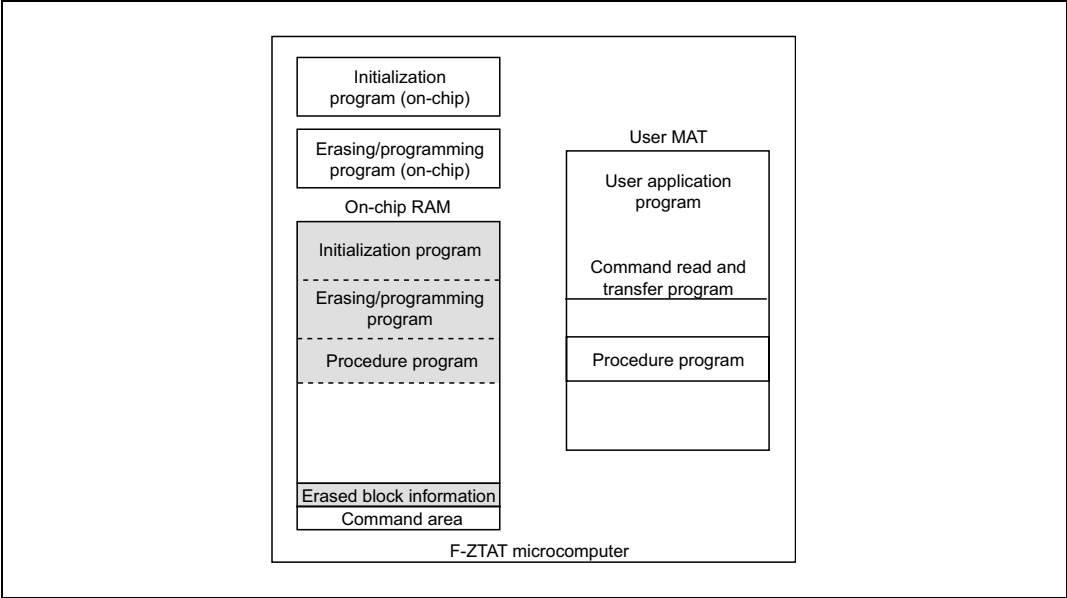 Initialization
program (on-chip)
Erasing/programming
program (on-chip)
On-chip RAM
Initialization program
Erasing/programming
program
Procedure program
Erased block information
Command area
User MAT
User application
program
Command read and
transfer program
Procedure program
F-ZTAT microcomputer